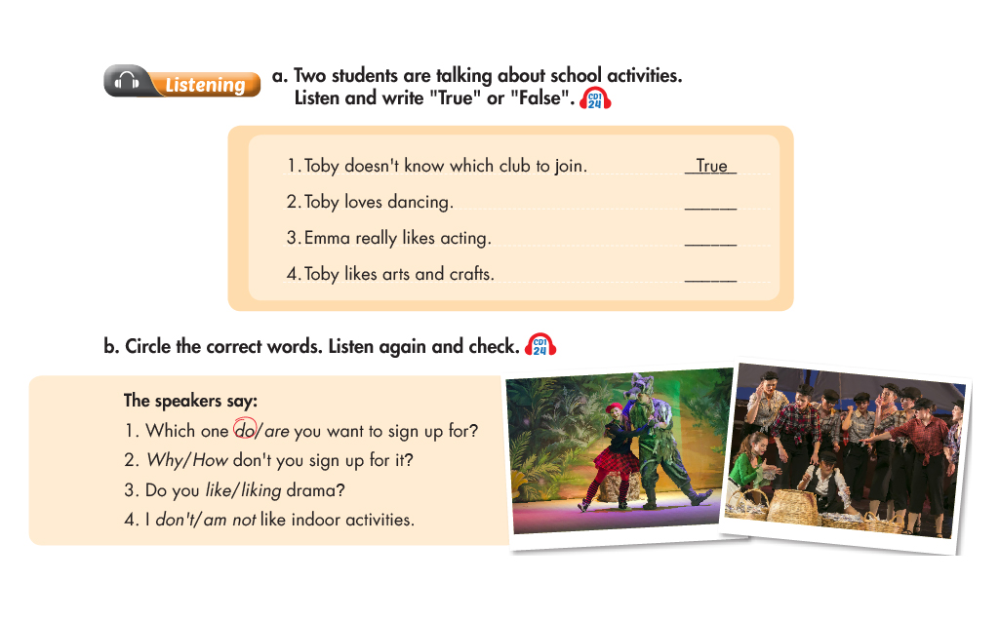 Listening
a. Two students are talking about school activities.
Listen and write "True" or "False". CD1 24
1. Toby doesn't know which club to join. True
2. Toby loves dancing. ______
3. Emma really likes acting. ______
4. Toby likes arts and crafts. ______
b. Circle the correct words. Listen again and check. CD1 24
The speakers say:
1. Which one do/are you want to sign up for?
2. Why/How don't you sign up for it?
3. Do you like/liking drama?
4. I don't/am not like indoor activities.